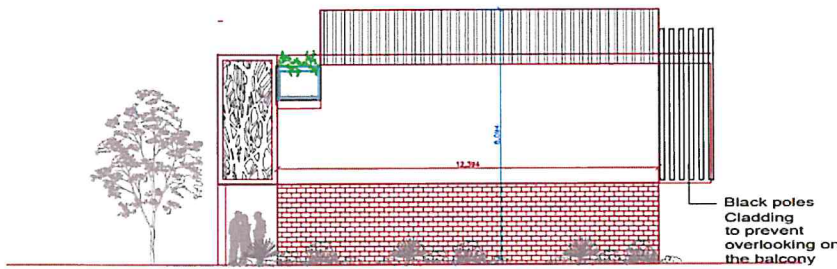 12,394
Black poles
Cladding
to prevent
overlooking on
the balcony